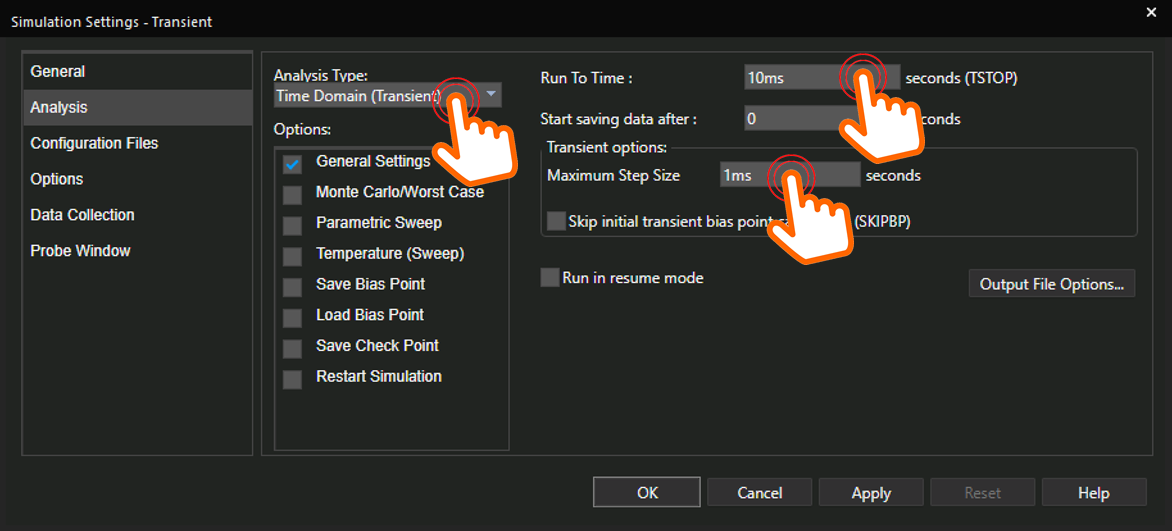 Simulation Settings - Transient
General
Analysis
Configuration Files
Options
Data Collection
Probe Window
Analysis Type:
Time Domain (Transient)
Options:
General Settings
Monte Carlo/Worst Case
Parametric Sweep
Temperature (Sweep)
Save Bias Point
Load Bias Point
Save Check Point
Restart Simulation
Run To Time :
10ms
seconds (TSTOP)
Start saving data after :
0
Transient options:
Maximum Step Size
1ms
seconds
Skip initial transient bias point (SKIPBP)
Run in resume mode
Output File Options...
OK
Cancel
Apply
Reset
Help